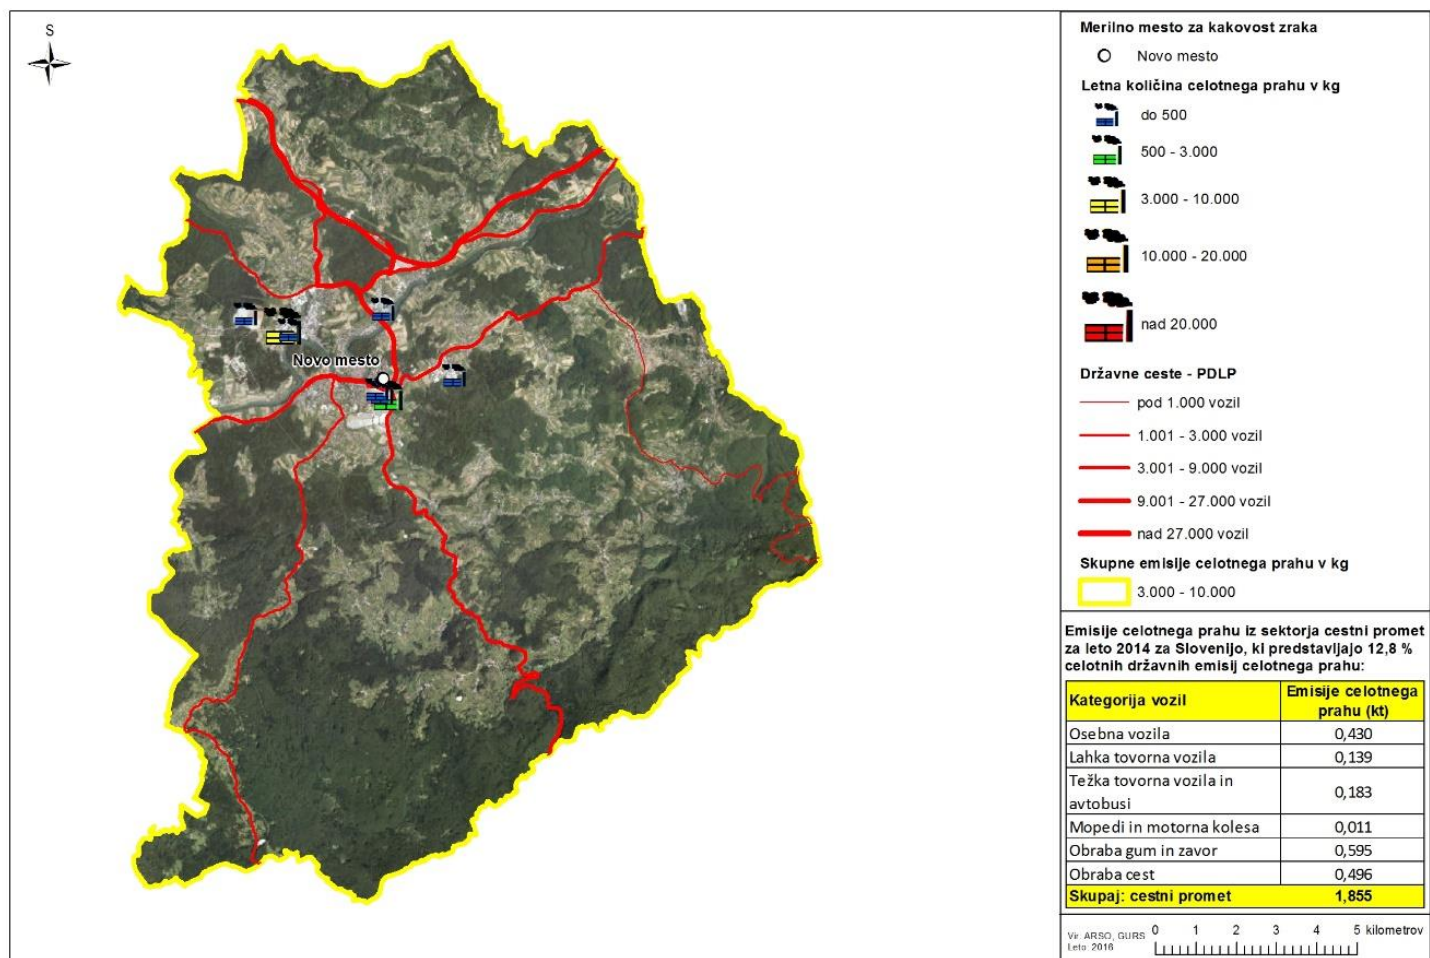 S
Novo mesto
Merilno mesto za kakovost zraka
Novo mesto
Letna količina celotnega prahu v kg
do 500
500 - 3.000
3.000 - 10.000
10.000 - 20.000
nad 20.000
Državne ceste - PDLP
pod 1.000 vozil
1.001 - 3.000 vozil
3.001 - 9.000 vozil
9.001 - 27.000 vozil
nad 27.000 vozil
Skupne emisije celotnega prahu v kg
3.000 - 10.000
Emisije celotnega prahu iz sektorja cestni promet
za leto 2014 za Slovenijo, ki predstavljajo 12,8 %
celotnih državnih emisij celotnega prahu:
Kategorija vozil Emisije celotnega
prahu (kt)
Osebna vozila 0,430
Lahka tovorna vozila 0,139
Težka tovorna vozila in
avtobusi 0,183
Mopedi in motorna kolesa 0,011
Obraba gum in zavor 0,595
Obraba cest 0,496
Skupaj: cestni promet 1,855
Vir: ARSO, GURS
Leto: 2016
0 1 2 3 4 5 kilometrov